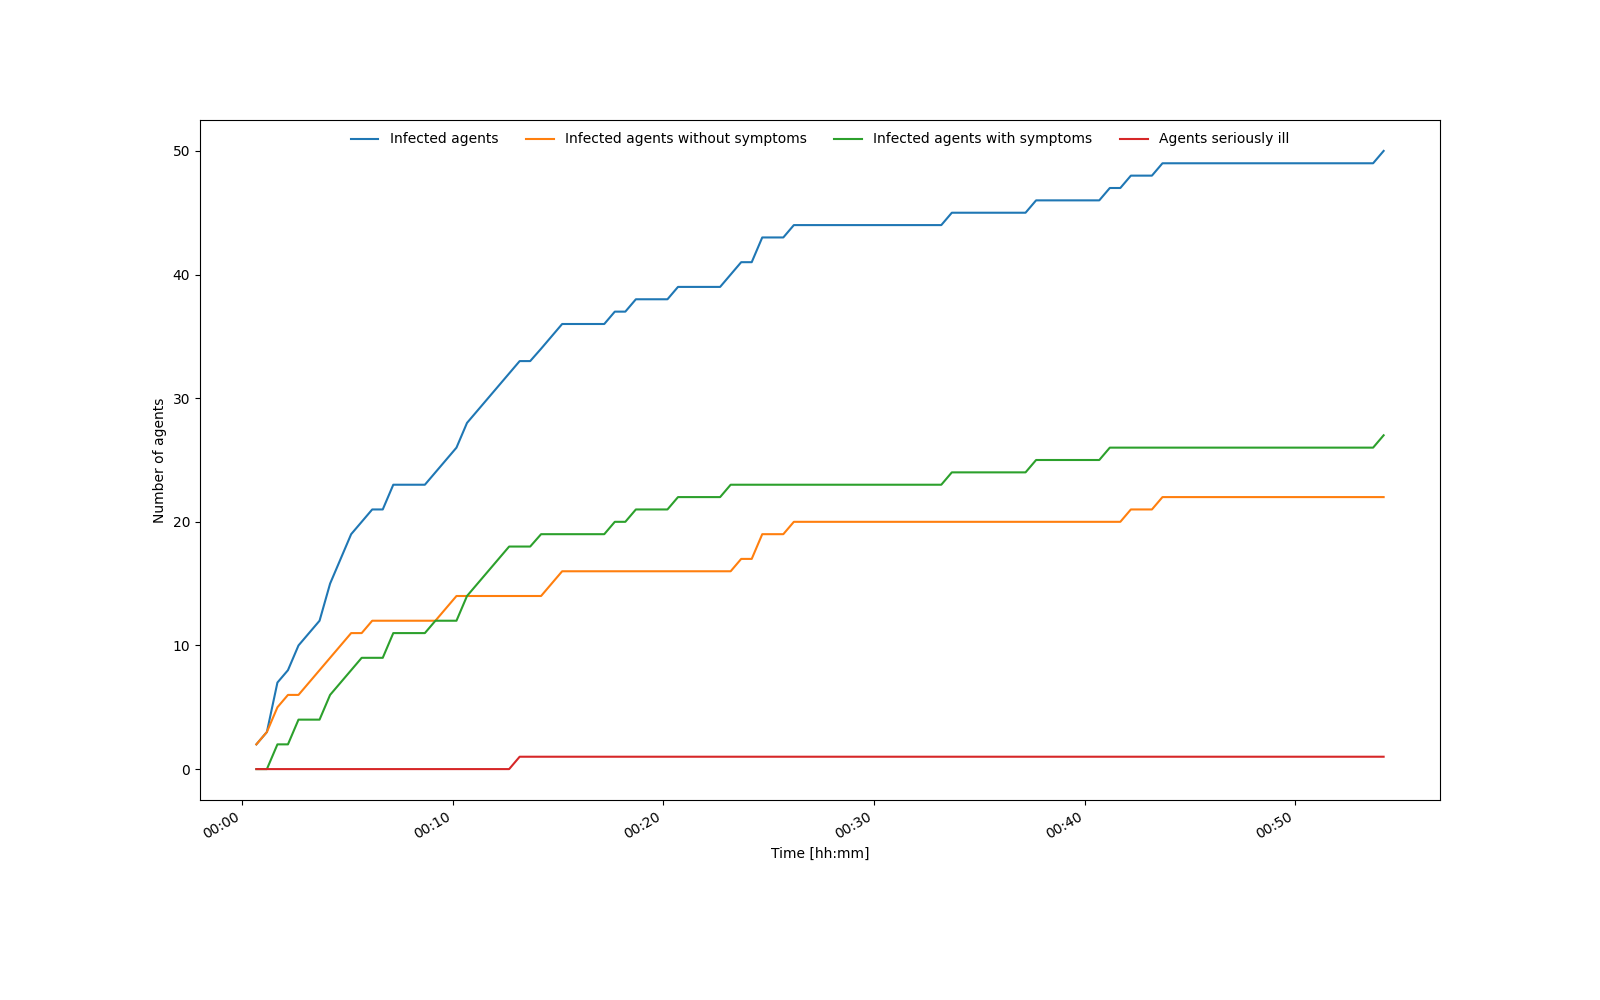 Infected agents
Infected agents without symptoms
Infected agents with symptoms
Agents seriously ill
50
40
30
20
10
0
Number of agents
00:00
00:10
00:20
00:30
00:40
00:50
Time [hh:mm]